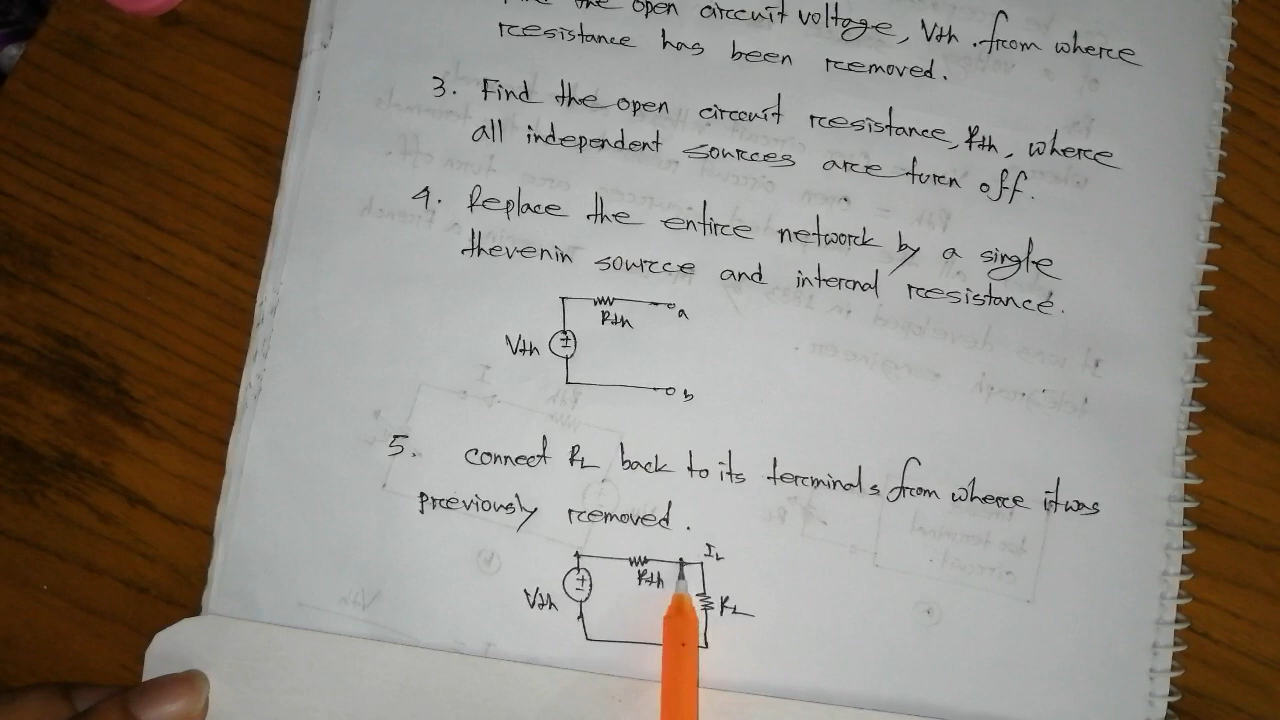 the open circuit voltage, Vth. from where
resistance has been removed.
3. Find the open circuit resistance, Rth, where
all independent sources are turn off.
4. Replace the entire network by a single
thevenin source and internal resistance.
Rth
a
Vth
b
5. connect RL back to its terminals from where it was
previously removed.
IL
Rth
Vth
RL